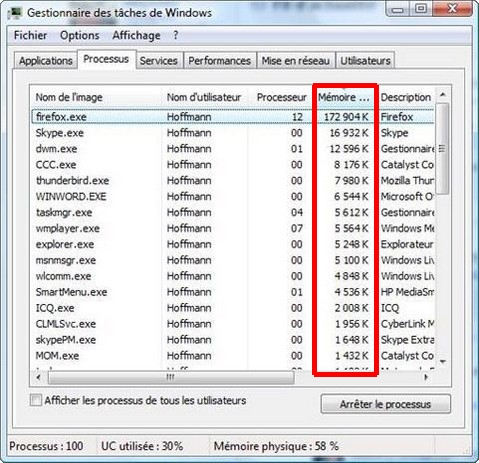 Gestionnaire des tâches de Windows
Fichier Options Affichage ?
Applications Processus Services Performances Mise en réseau Utilisateurs
Nom de l'image Nom d'utilisateur Processeur Mémoire ... Description
firefox.exe Hoffmann 12 172 904 K Firefox
Skype.exe Hoffmann 00 16 932 K Skype
dwm.exe Hoffmann 01 12 596 K Gestionnaire
CCC.exe Hoffmann 00 8 176 K Catalyst Co
thunderbird.exe Hoffmann 00 7 980 K Mozilla Thun
WINWORD.EXE Hoffmann 00 6 544 K Microsoft Of
taskmgr.exe Hoffmann 04 5 612 K Gestionnaire
wmplayer.exe Hoffmann 07 5 564 K Windows Me
explorer.exe Hoffmann 00 5 248 K Explorateur
msnmsgr.exe Hoffmann 00 5 100 K Windows Liv
wlcomm.exe Hoffmann 00 4 848 K Windows Liv
SmartMenu.exe Hoffmann 01 4 536 K HP MediaSm
ICQ.exe Hoffmann 00 2 008 K ICQ
CLMLSvc.exe Hoffmann 00 1 956 K CyberLink M
skypePM.exe Hoffmann 00 1 648 K Skype Extra
MOM.exe Hoffmann 00 1 432 K Catalyst Co
Afficher les processus de tous les utilisateurs
Arrêter le processus
Processus : 100 UC utilisée : 30% Mémoire physique : 58 %